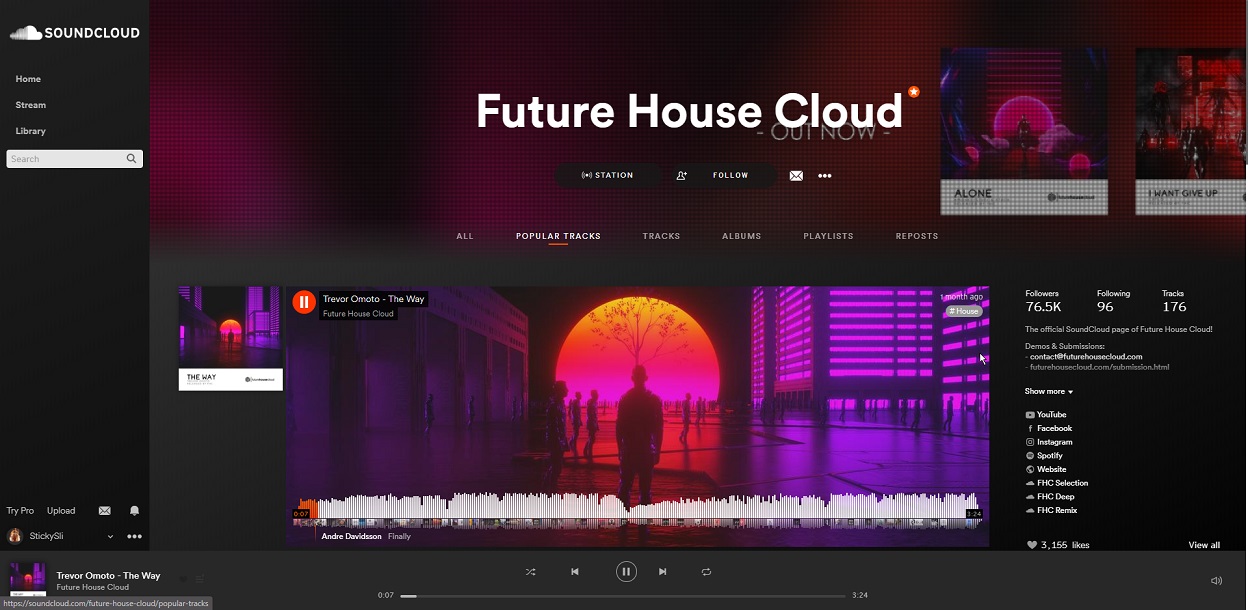 SOUNDCLOUD
Home
Stream
Library
Search
Try Pro Upload
StickySli
Future House Cloud
- OUT NOW -
STATION FOLLOW
ALONE
futurehousecloud
I WANT GIVE UP
ALL POPULAR TRACKS TRACKS ALBUMS PLAYLISTS REPOSTS
THE WAY
futurehousecloud
Trevor Omoto - The Way
Future House Cloud
1 month ago
# House
0:07
3:24
Andre Davidsson Finally
Followers Following Tracks
76.5K 96 176
The official SoundCloud page of Future House Cloud!
Demos & Submissions:
- contact@futurehousecloud.com
- futurehousecloud.com/submission.html
Show more
YouTube
Facebook
Instagram
Spotify
Website
FHC Selection
FHC Deep
FHC Remix
3,155 likes View all
Trevor Omoto - The Way
Future House Cloud
0:07 3:24
https://soundcloud.com/future-house-cloud/popular-tracks